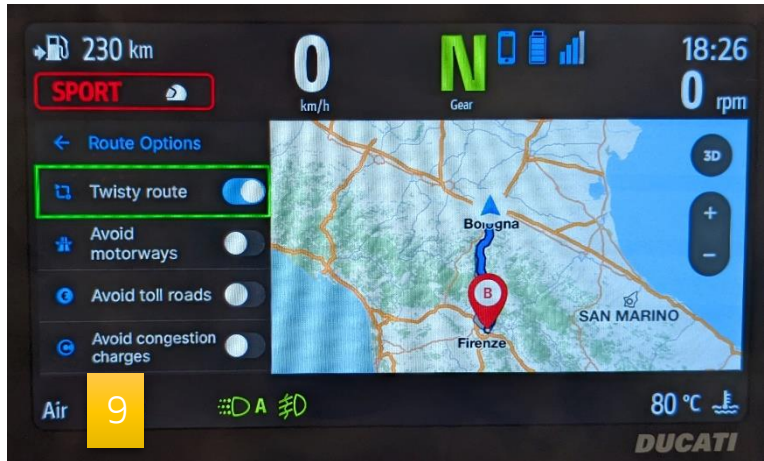 230 km
SPORT
0
km/h
N
Gear
18:26
0 rpm
Route Options
Twisty route
Avoid
motorways
Avoid toll roads
Avoid congestion
charges
3D
+
−
Bologna
B
Firenze
SAN MARINO
Air
9
A
80 °C
DUCATI